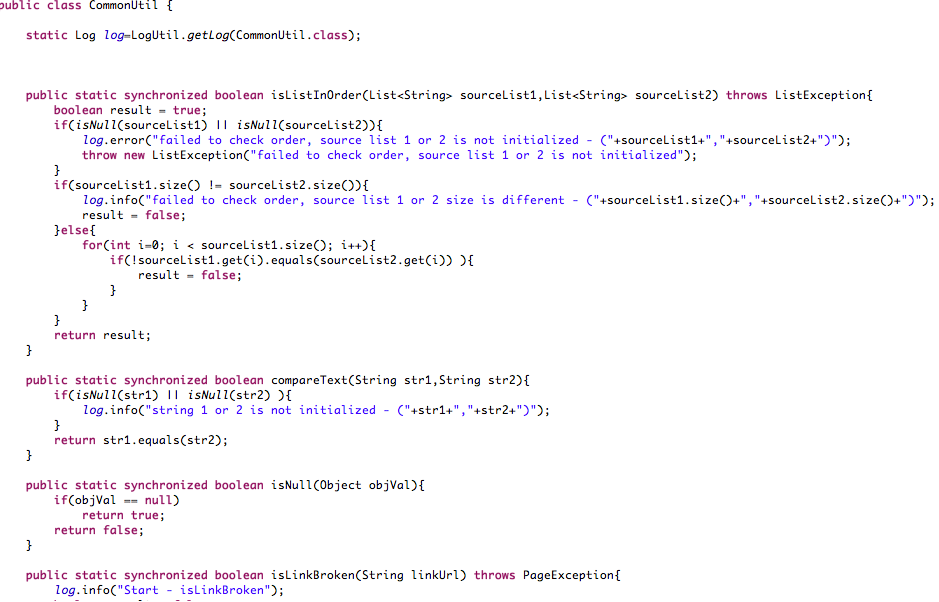 public class CommonUtil {
static Log log=LogUtil.getLog(CommonUtil.class);
public static synchronized boolean isListInOrder(List<String> sourceList1,List<String> sourceList2) throws ListException{
boolean result = true;
if(isNull(sourceList1) || isNull(sourceList2)){
log.error("failed to check order, source list 1 or 2 is not initialized - ("+sourceList1+","+sourceList2+")");
throw new ListException("failed to check order, source list 1 or 2 is not initialized");
}
if(sourceList1.size() != sourceList2.size()){
log.info("failed to check order, source list 1 or 2 size is different - ("+sourceList1.size()+","+sourceList2.size()+")");
result = false;
}else{
for(int i=0; i < sourceList1.size(); i++){
if(!sourceList1.get(i).equals(sourceList2.get(i)) ){
result = false;
}
}
}
return result;
}
public static synchronized boolean compareText(String str1,String str2){
if(isNull(str1) || isNull(str2) ){
log.info("string 1 or 2 is not initialized - ("+str1+","+str2+")");
}
return str1.equals(str2);
}
public static synchronized boolean isNull(Object objVal){
if(objVal == null)
return true;
return false;
}
public static synchronized boolean isLinkBroken(String linkUrl) throws PageException{
log.info("Start - isLinkBroken");